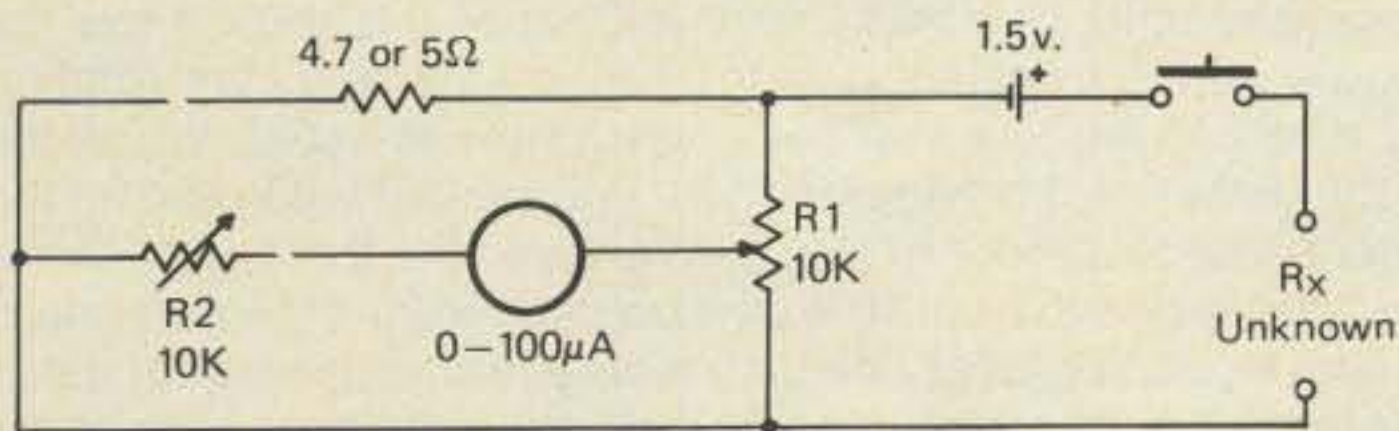 4.7 or 5Ω
1.5v.
+
R1
10K
R2
10K
0–100μA
Rx
Unknown